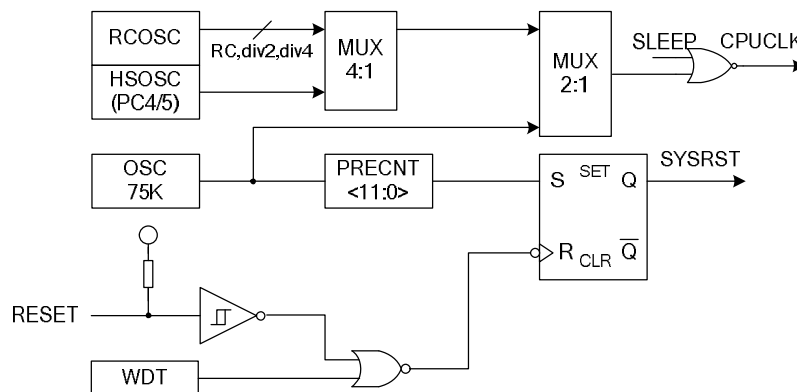 RCOSC
RC,div2,div4
HSOSC
(PC4/5)
MUX
4:1
MUX
2:1
SLEEP
CPUCLK
OSC
75K
PRECNT
<11:0>
S SET Q
R CLR Q̅
SYSRST
RESET
WDT